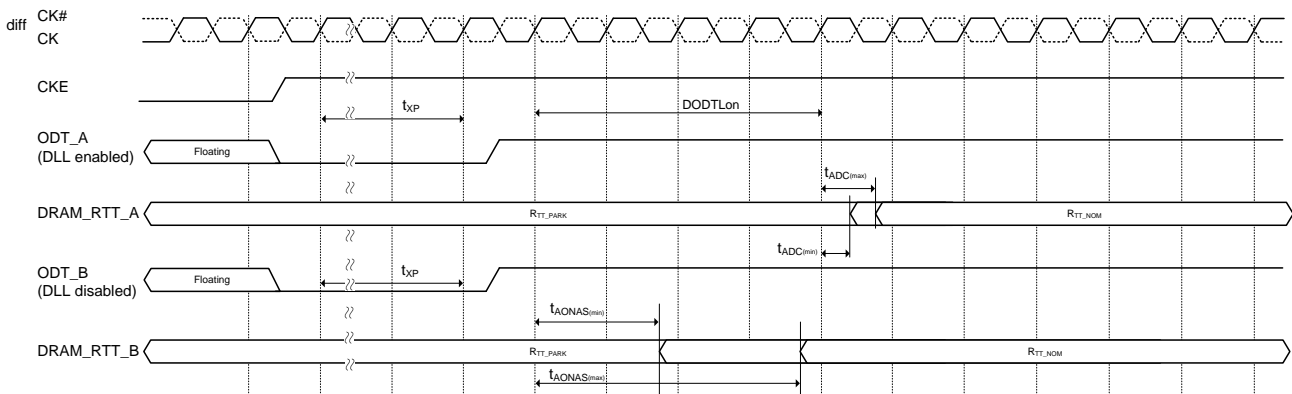 diff CK#
CK
CKE
tXP
DODTLon
ODT_A
(DLL enabled)
Floating
tADC(max)
DRAM_RTT_A
RTT_PARK
RTT_NOM
tADC(min)
ODT_B
(DLL disabled)
Floating
tXP
tAONAS(min)
DRAM_RTT_B
RTT_PARK
RTT_NOM
tAONAS(max)